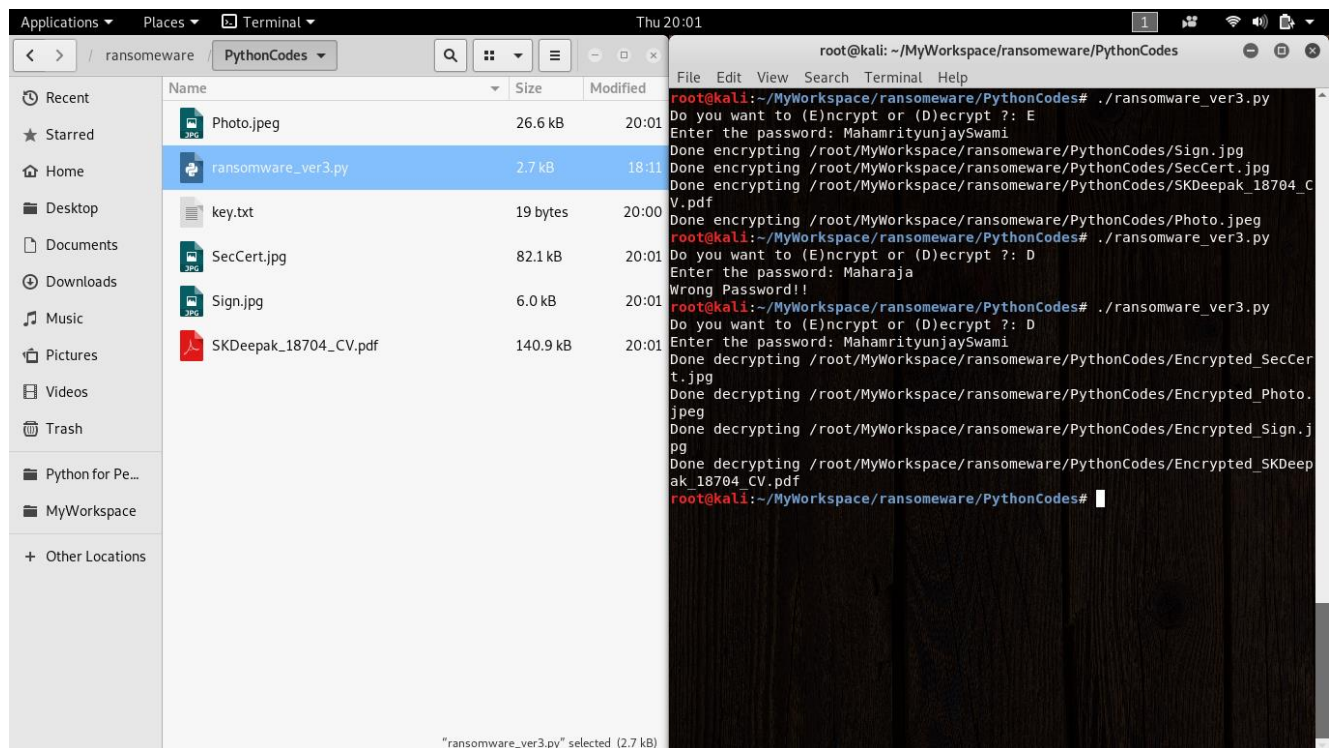 Applications Places Terminal Thu 20:01 1
/ ransomeware / PythonCodes
Recent
Starred
Home
Desktop
Documents
Downloads
Music
Pictures
Videos
Trash
Python for Pe...
MyWorkspace
+ Other Locations
Name Size Modified
Photo.jpeg 26.6 kB 20:01
ransomware_ver3.py 2.7 kB 18:11
key.txt 19 bytes 20:00
SecCert.jpg 82.1 kB 20:01
Sign.jpg 6.0 kB 20:01
SKDeepak_18704_CV.pdf 140.9 kB 20:01
"ransomware_ver3.py" selected (2.7 kB)
root@kali: ~/MyWorkspace/ransomeware/PythonCodes
File Edit View Search Terminal Help
root@kali:~/MyWorkspace/ransomeware/PythonCodes# ./ransomware_ver3.py
Do you want to (E)ncrypt or (D)ecrypt ?: E
Enter the password: MahamrityunjaySwami
Done encrypting /root/MyWorkspace/ransomeware/PythonCodes/Sign.jpg
Done encrypting /root/MyWorkspace/ransomeware/PythonCodes/SecCert.jpg
Done encrypting /root/MyWorkspace/ransomeware/PythonCodes/SKDeepak_18704_C
V.pdf
Done encrypting /root/MyWorkspace/ransomeware/PythonCodes/Photo.jpeg
root@kali:~/MyWorkspace/ransomeware/PythonCodes# ./ransomware_ver3.py
Do you want to (E)ncrypt or (D)ecrypt ?: D
Enter the password: Maharaja
Wrong Password!!
root@kali:~/MyWorkspace/ransomeware/PythonCodes# ./ransomware_ver3.py
Do you want to (E)ncrypt or (D)ecrypt ?: D
Enter the password: MahamrityunjaySwami
Done decrypting /root/MyWorkspace/ransomeware/PythonCodes/Encrypted_SecCer
t.jpg
Done decrypting /root/MyWorkspace/ransomeware/PythonCodes/Encrypted_Photo.
jpeg
Done decrypting /root/MyWorkspace/ransomeware/PythonCodes/Encrypted_Sign.j
pg
Done decrypting /root/MyWorkspace/ransomeware/PythonCodes/Encrypted_SKDeep
ak_18704_CV.pdf
root@kali:~/MyWorkspace/ransomeware/PythonCodes#